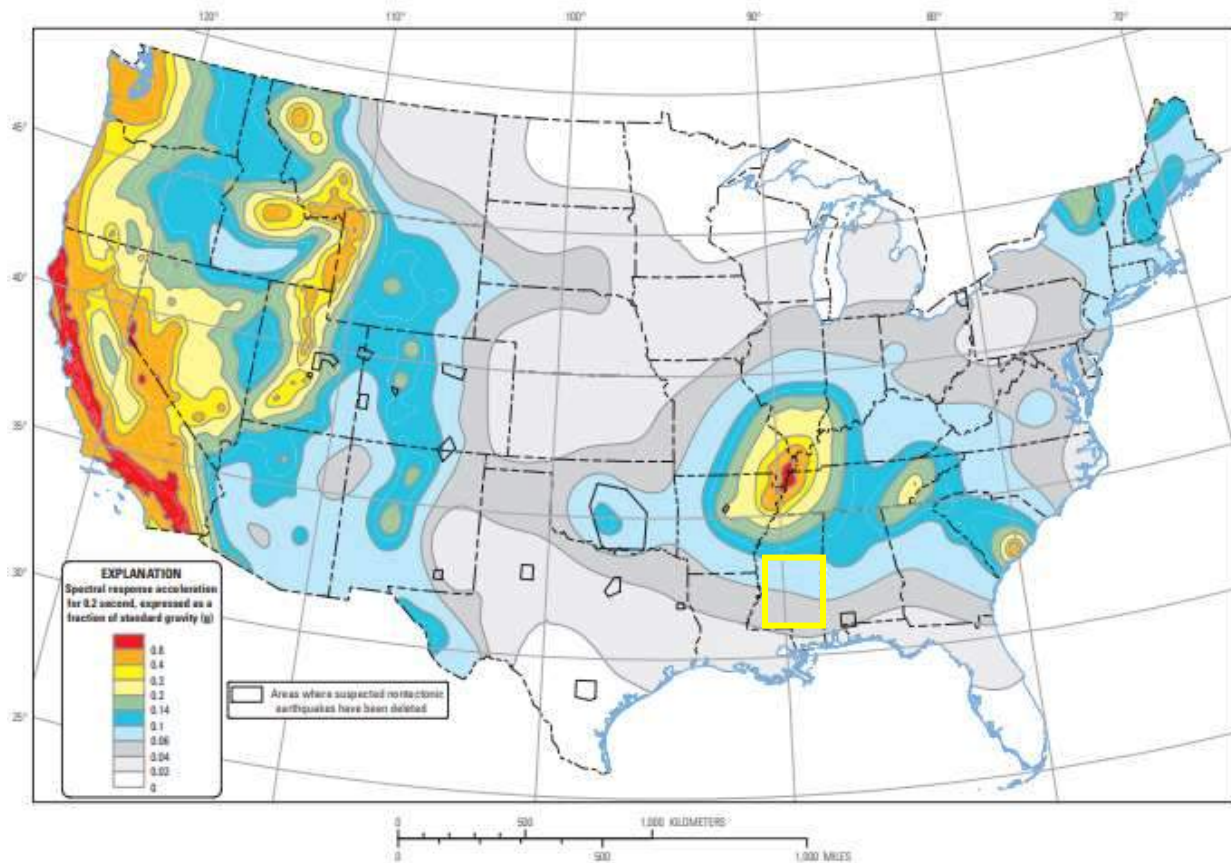 120° 110° 100° 90° 80° 70°
45°
40°
35°
30°
25°
EXPLANATION
Spectral response acceleration
for 0.2 second, expressed as a
fraction of standard gravity (g)
0.8
0.4
0.3
0.2
0.14
0.1
0.06
0.04
0.02
0
Areas where suspected nontectonic
earthquakes have been deleted
0 500 1,000 KILOMETERS
0 500 1,000 MILES